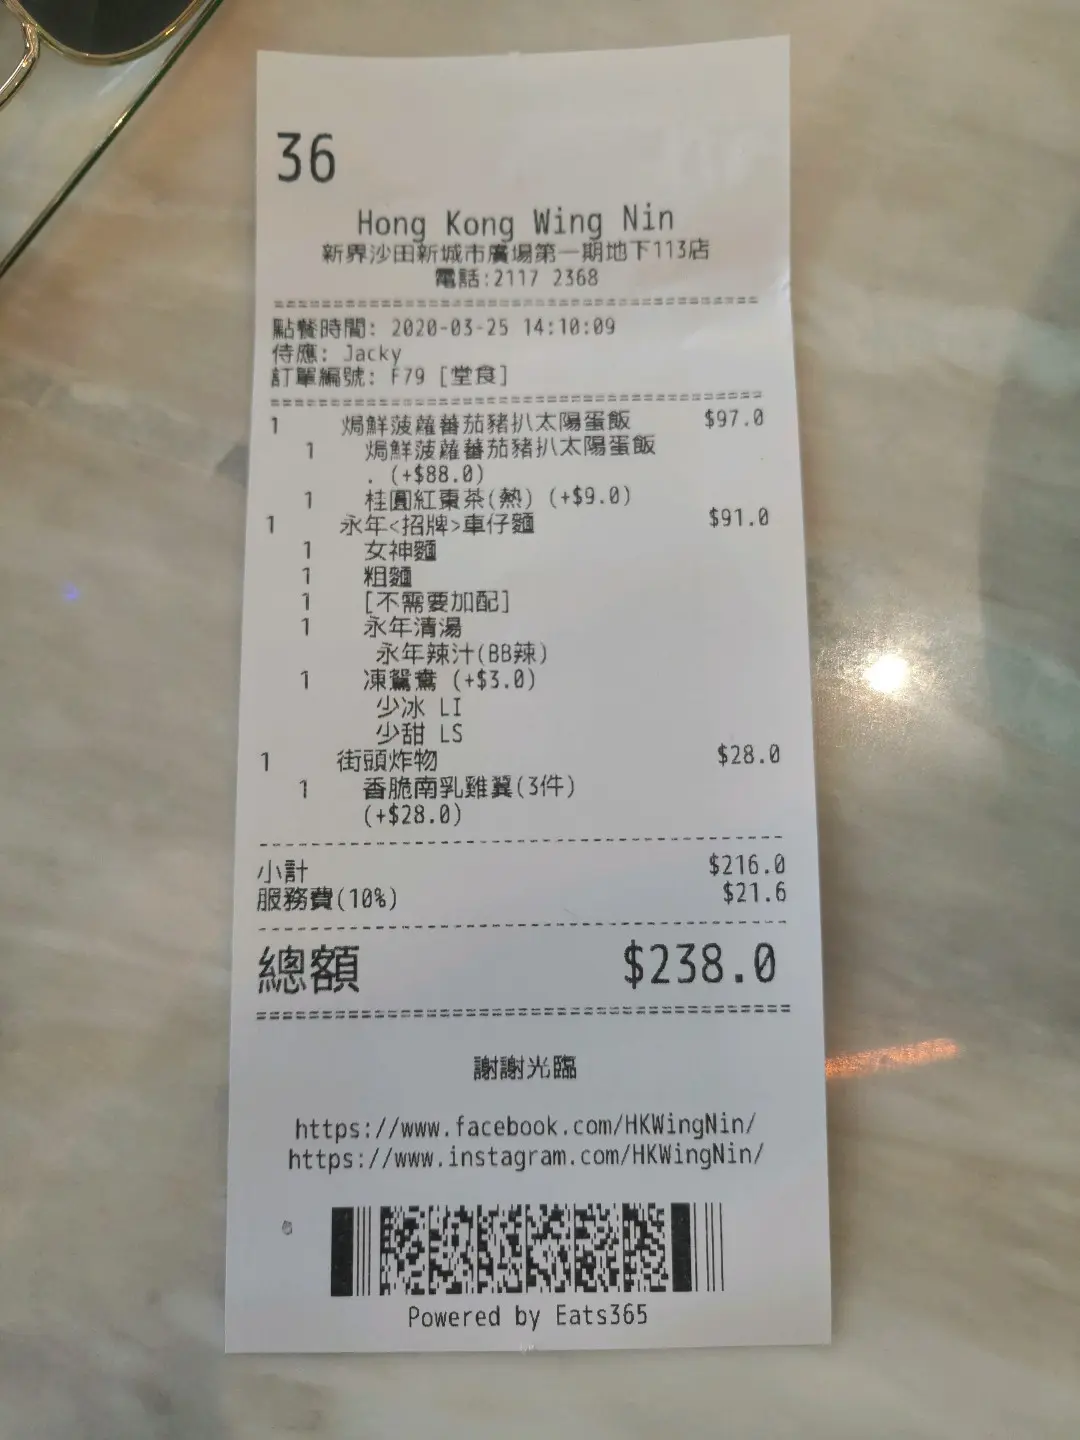 36
Hong Kong Wing Nin
新界沙田新城市廣場第一期地下113店
電話:2117 2368
點餐時間: 2020-03-25 14:10:09
侍應: Jacky
訂單編號: F79 [堂食]
1 焗鮮菠蘿蕃茄豬扒太陽蛋飯 $97.0
1 焗鮮菠蘿蕃茄豬扒太陽蛋飯
. (+$88.0)
1 桂圓紅棗茶(熱) (+$9.0)
1 永年<招牌>車仔麵 $91.0
1 女神麵
1 粗麵
1 [不需要加配]
1 永年清湯
永年辣汁(BB辣)
1 凍鴛鴦 (+$3.0)
少冰 LI
少甜 LS
1 街頭炸物 $28.0
1 香脆南乳雞翼(3件)
(+$28.0)
小計 $216.0
服務費(10%) $21.6
總額 $238.0
謝謝光臨
https://www.facebook.com/HKWingNin/
https://www.instagram.com/HKWingNin/
Powered by Eats365